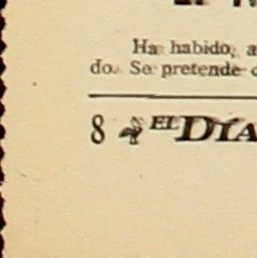 Ha habido, a
do. Se pretende
8 EL DÍA